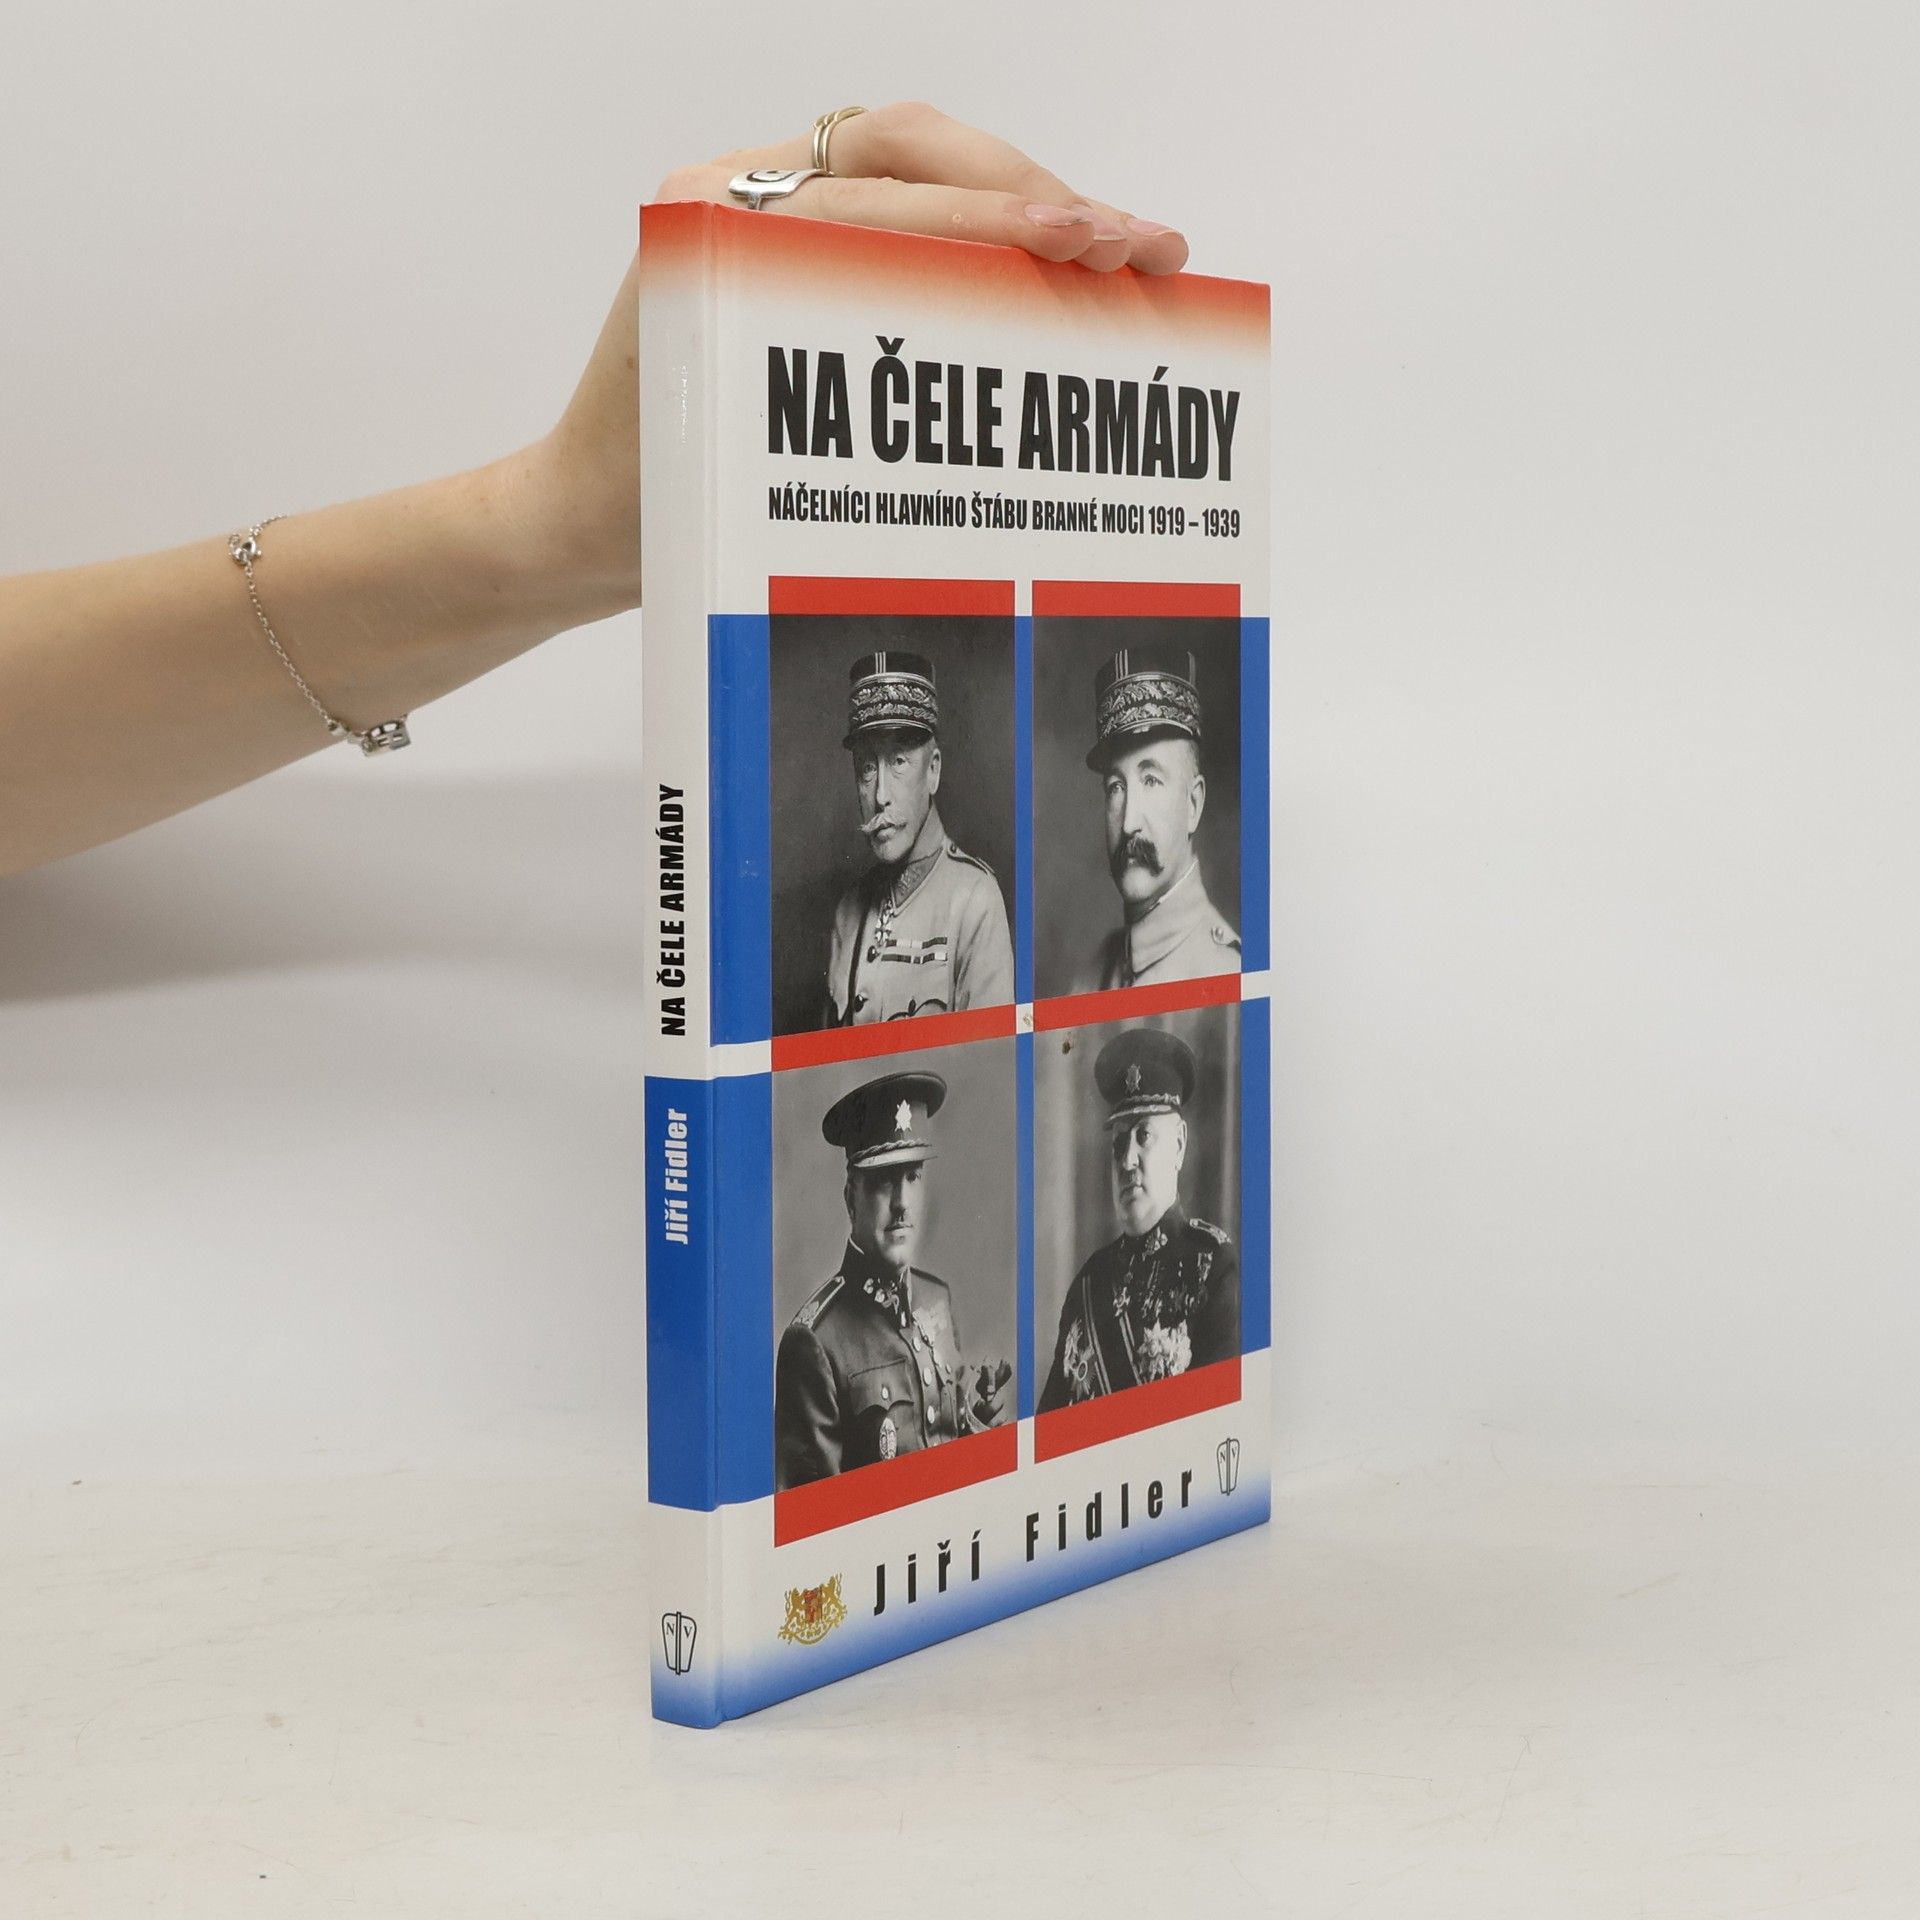 NA ČELE ARMÁDY
NÁČELNÍCI HLAVNÍHO ŠTÁBU BRANNÉ MOCI 1919 – 1939
Jiří Fidler
N V
NA ČELE ARMÁDY
Jiří Fidler
N V